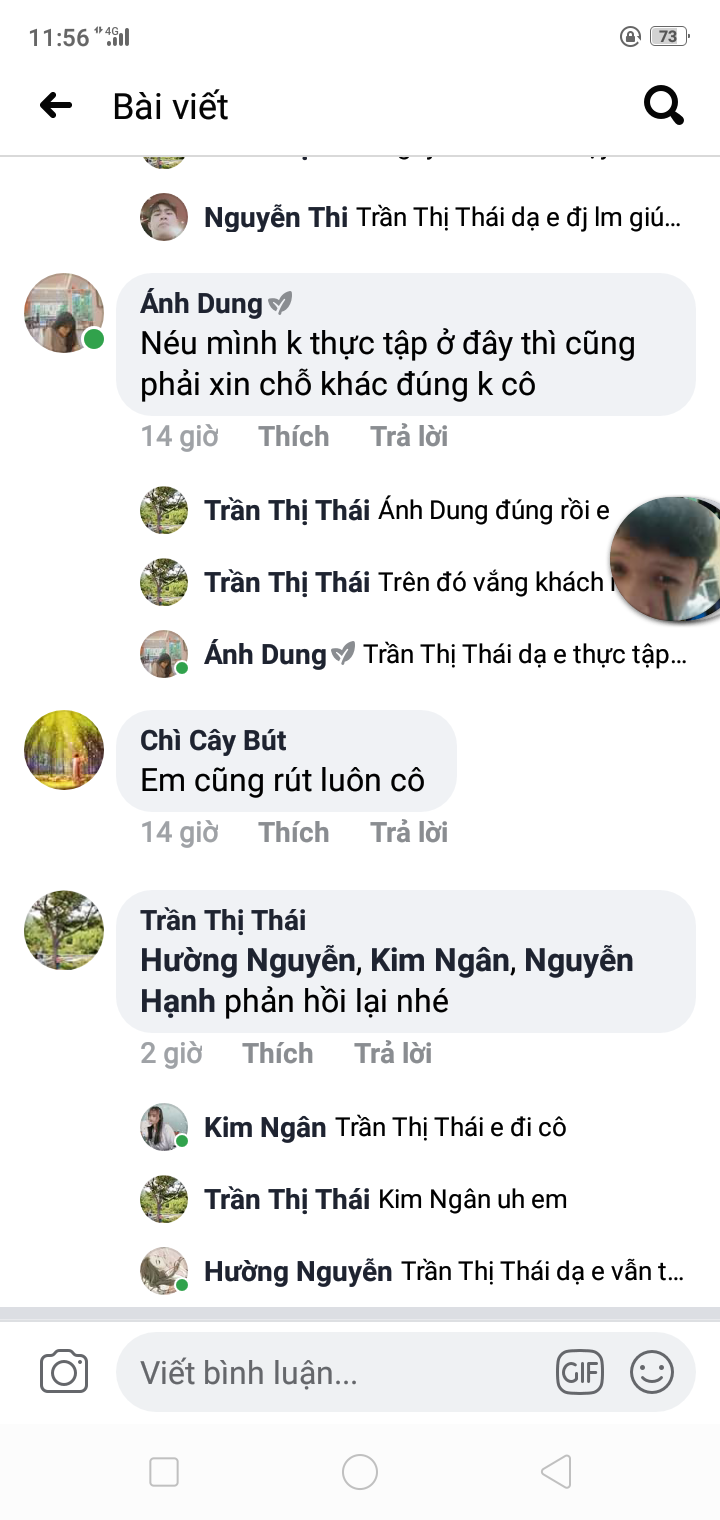 11:56 4G 73
Bài viết
Nguyễn Thi Trần Thị Thái dạ e đj lm giú...
Ánh Dung
Néu mình k thực tập ở đây thì cũng
phải xin chỗ khác đúng k cô
14 giờ Thích Trả lời
Trần Thị Thái Ánh Dung đúng rồi e
Trần Thị Thái Trên đó vắng khách
Ánh Dung Trần Thị Thái dạ e thực tập...
Chì Cây Bút
Em cũng rút luôn cô
14 giờ Thích Trả lời
Trần Thị Thái
Hường Nguyễn, Kim Ngân, Nguyễn
Hạnh phản hồi lại nhé
2 giờ Thích Trả lời
Kim Ngân Trần Thị Thái e đi cô
Trần Thị Thái Kim Ngân uh em
Hường Nguyễn Trần Thị Thái dạ e vẫn t...
Viết bình luận... GIF